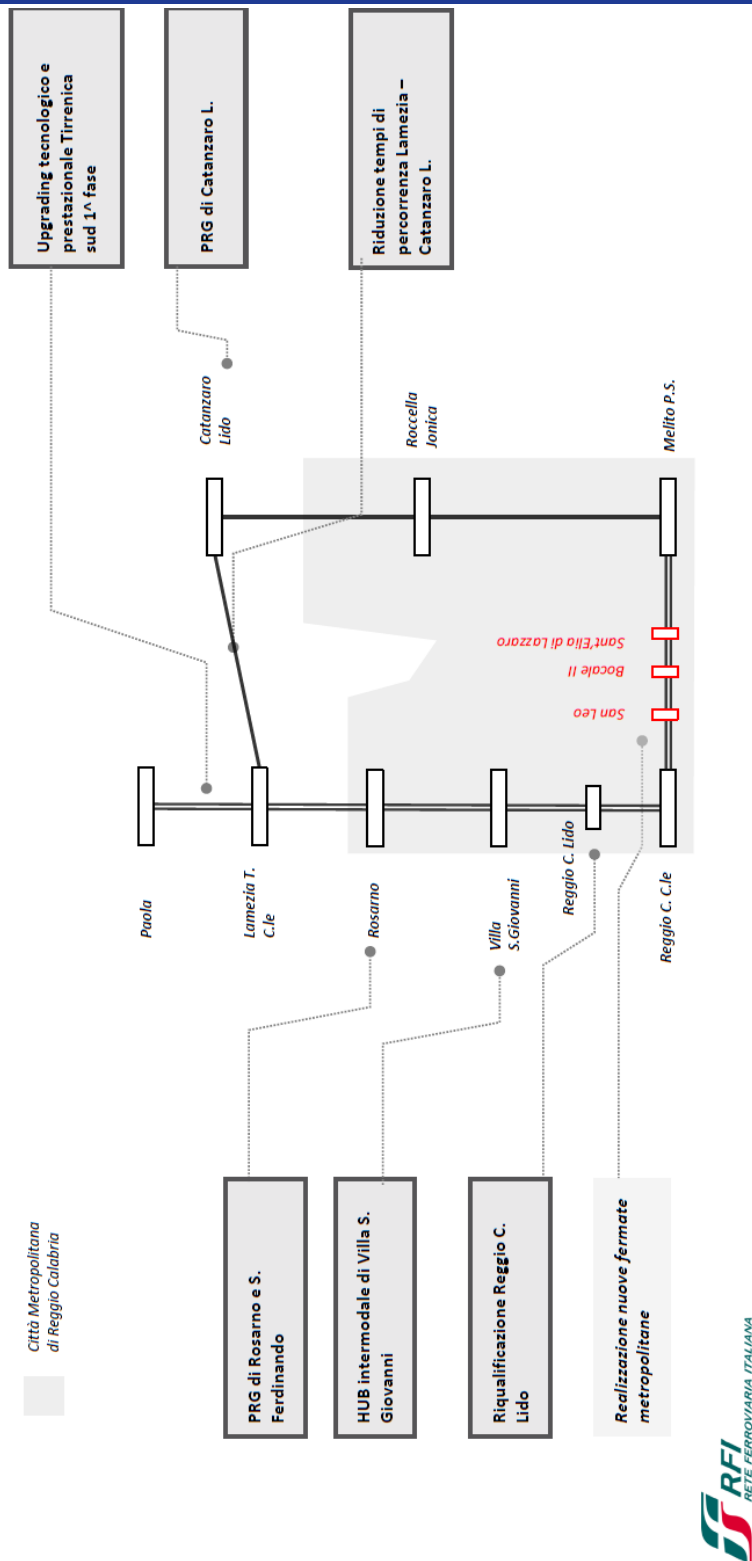 Città Metropolitana
di Reggio Calabria
PRG di Rosarno e S.
Ferdinando
HUB intermodale di Villa S.
Giovanni
Riqualificazione Reggio C.
Lido
Realizzazione nuove fermate
metropolitane
Paola
Lamezia T.
C.le
Rosarno
Villa
S.Giovanni
Reggio C. Lido
Reggio C. C.le
San Leo
Bocale II
Sant'Elia di Lazzaro
Catanzaro
Lido
Roccella
Jonica
Melito P.S.
Upgrading tecnologico e
prestazionale Tirrenica
sud 1^ fase
PRG di Catanzaro L.
Riduzione tempi di
percorrenza Lamezia –
Catanzaro L.
RFI
RETE FERROVIARIA ITALIANA